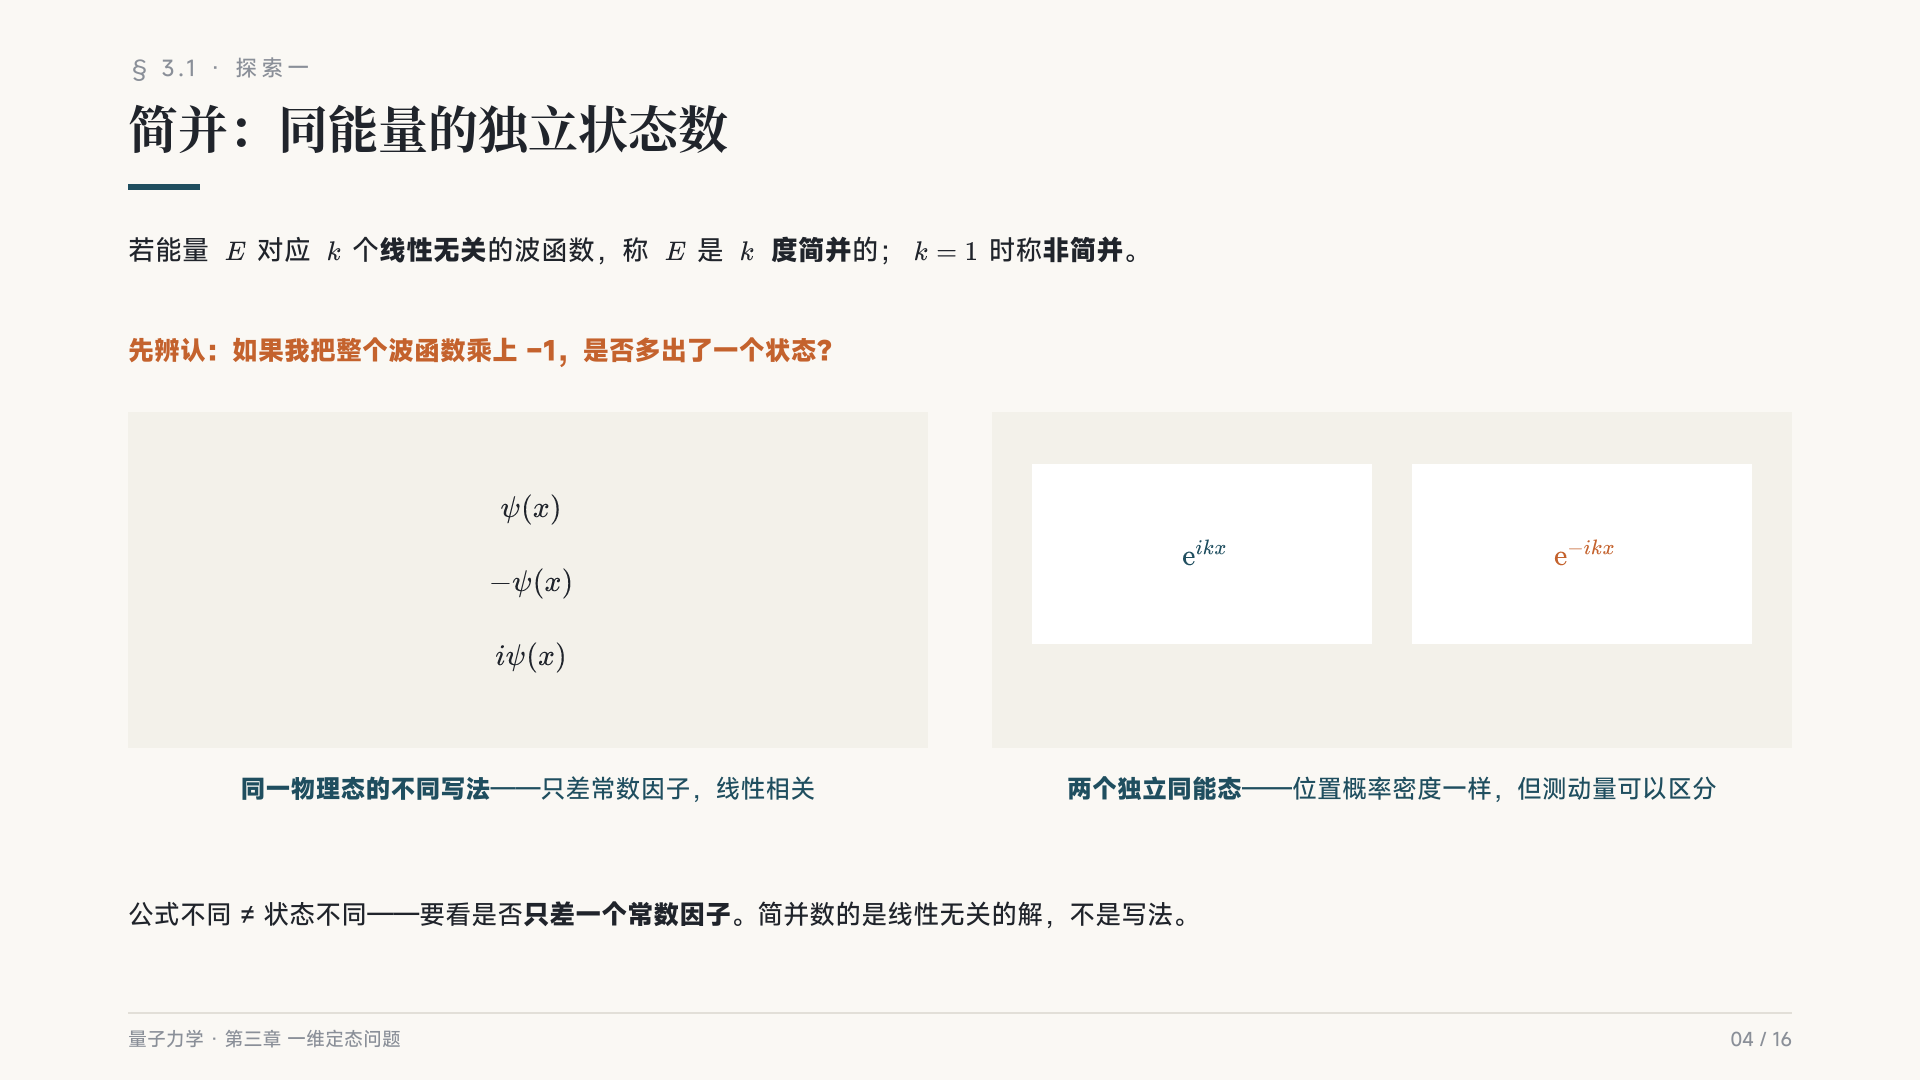 § 3.1 · 探索一
简并：同能量的独立状态数
若能量 E 对应 k 个线性无关的波函数，称 E 是 k 度简并的； k = 1 时称非简并。
先辨认：如果我把整个波函数乘上 −1，是否多出了一个状态？
ψ(x)
−ψ(x)
iψ(x)
e^{ikx}
e^{−ikx}
同一物理态的不同写法——只差常数因子，线性相关
两个独立同能态——位置概率密度一样，但测动量可以区分
公式不同 ≠ 状态不同——要看是否只差一个常数因子。简并数的是线性无关的解，不是写法。
量子力学 · 第三章 一维定态问题
04 / 16